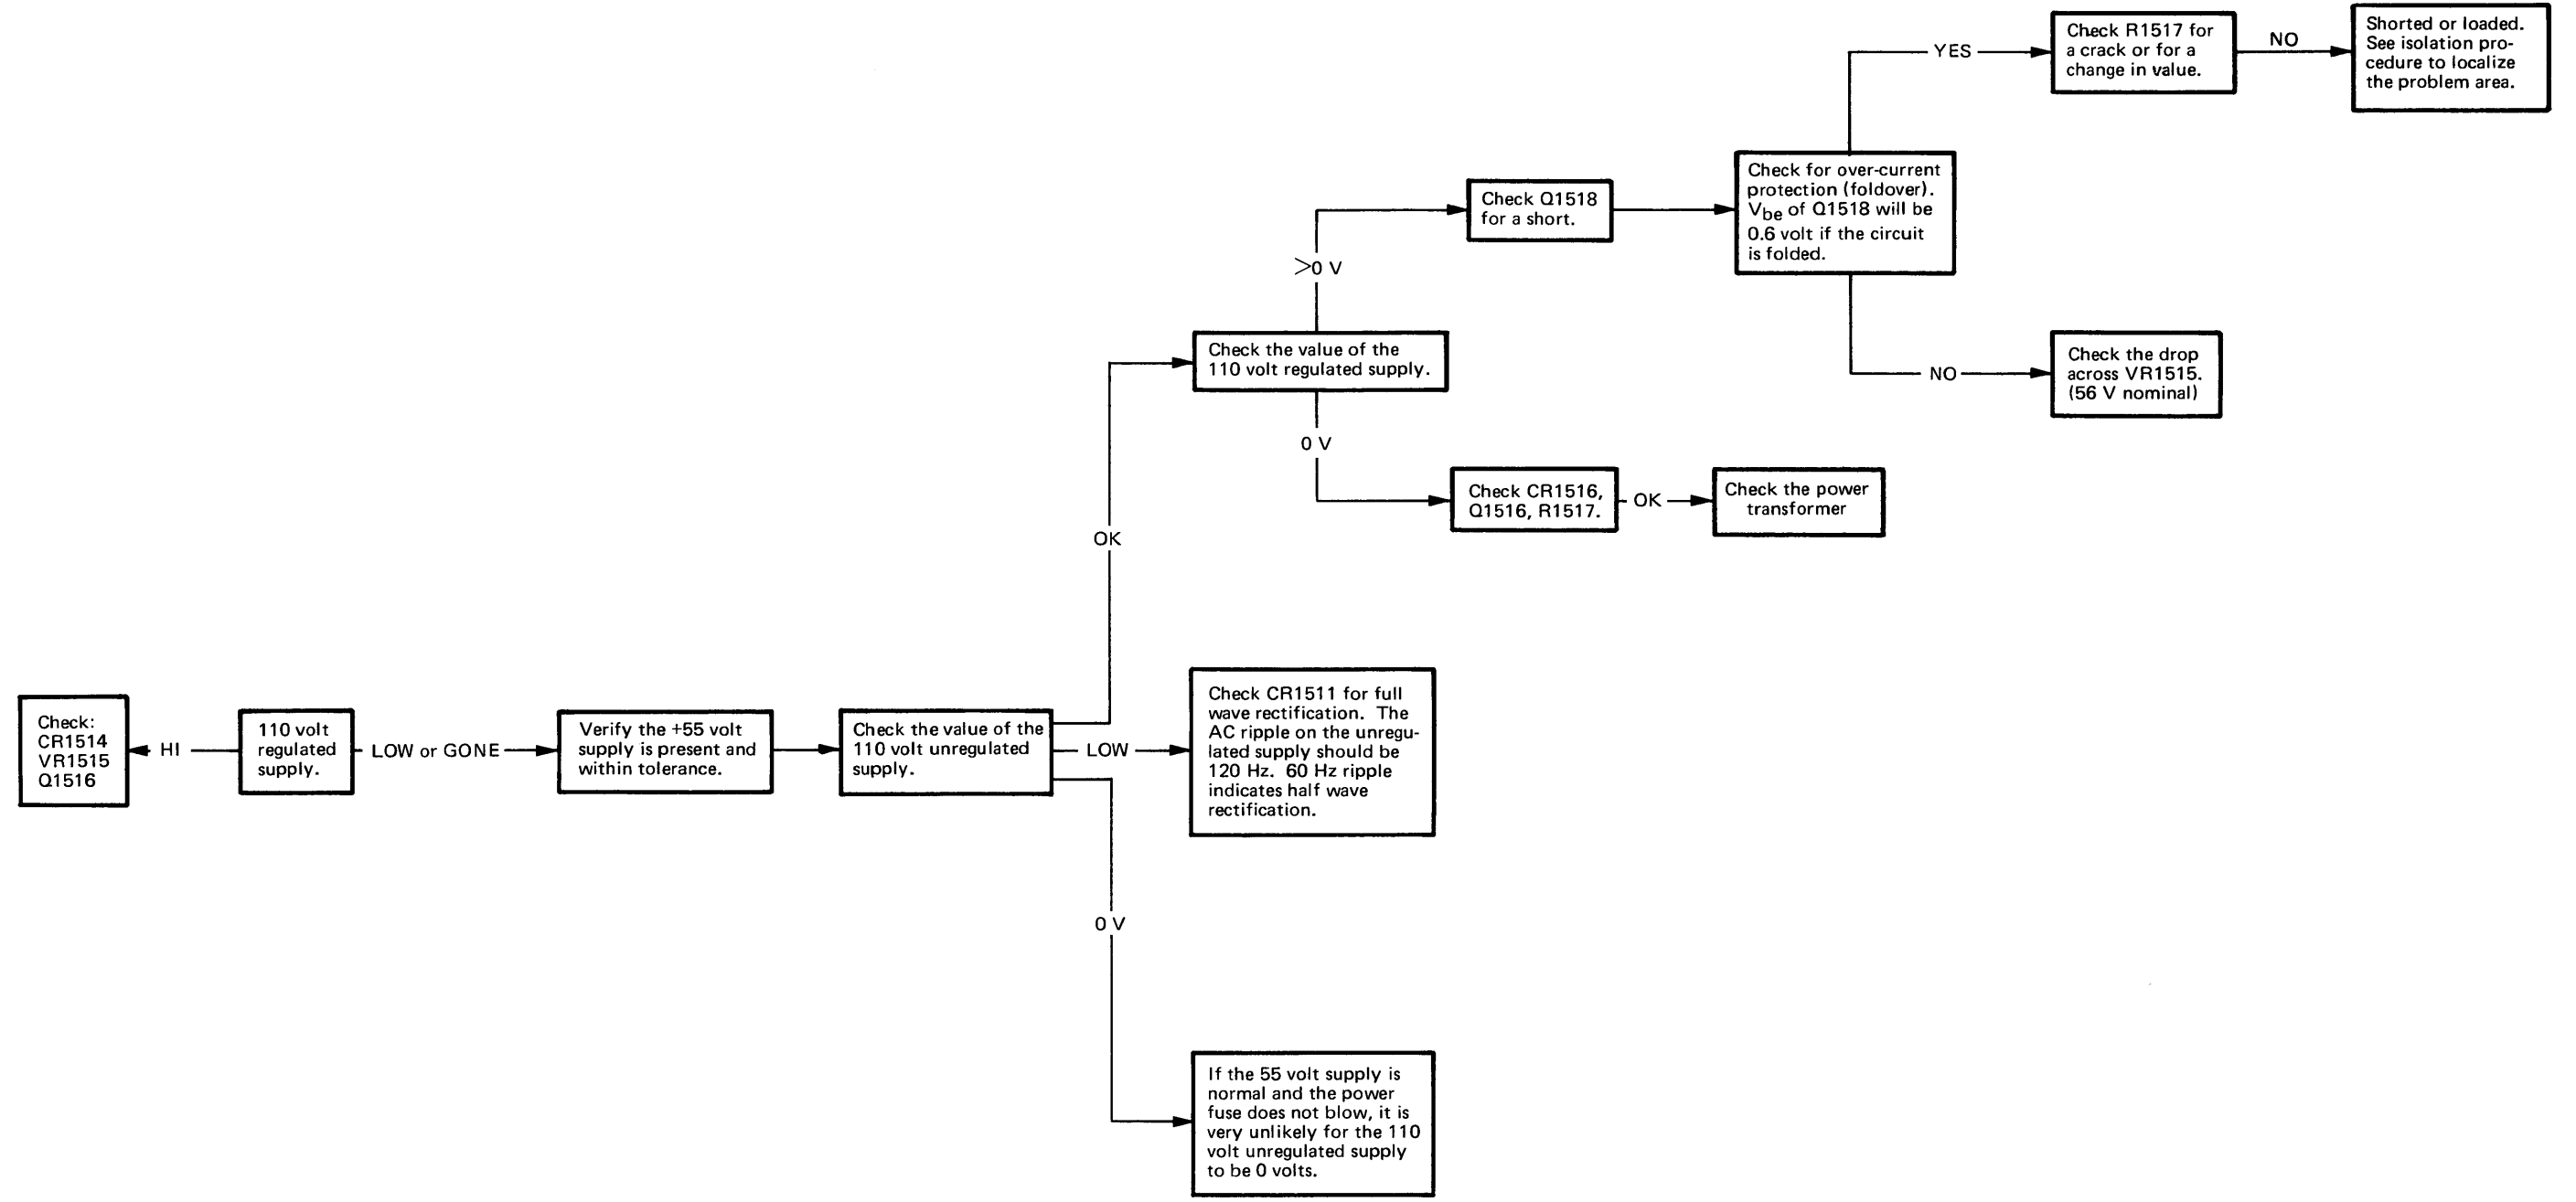 Check:
CR1514
VR1515
Q1516
HI
110 volt
regulated
supply.
LOW or GONE
Verify the +55 volt
supply is present and
within tolerance.
Check the value of the
110 volt unregulated
supply.
OK
Check the value of the
110 volt regulated supply.
>0 V
Check Q1518
for a short.
Check for over-current
protection (foldover).
Vbe of Q1518 will be
0.6 volt if the circuit
is folded.
YES
Check R1517 for
a crack or for a
change in value.
NO
Shorted or loaded.
See isolation pro-
cedure to localize
the problem area.
NO
Check the drop
across VR1515.
(56 V nominal)
0 V
Check CR1516,
Q1516, R1517.
OK
Check the power
transformer
LOW
Check CR1511 for full
wave rectification. The
AC ripple on the unregu-
lated supply should be
120 Hz. 60 Hz ripple
indicates half wave
rectification.
0 V
If the 55 volt supply is
normal and the power
fuse does not blow, it is
very unlikely for the 110
volt unregulated supply
to be 0 volts.